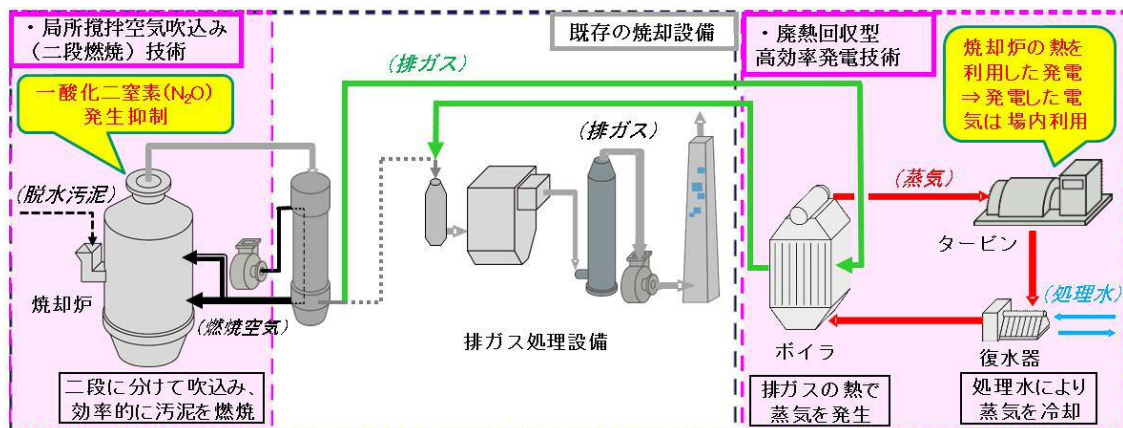 ・局所撹拌空気吹込み
（二段燃焼）技術
既存の焼却設備
・廃熱回収型
高効率発電技術
一酸化二窒素(N₂O)
発生抑制
焼却炉の熱を
利用した発電
⇒発電した電
気は場内利用
(排ガス)
(排ガス)
(脱水汚泥)
(蒸気)
タービン
焼却炉
(燃焼空気)
(処理水)
排ガス処理設備
ボイラ
復水器
二段に分けて吹込み、
効率的に汚泥を燃焼
排ガスの熱で
蒸気を発生
処理水により
蒸気を冷却